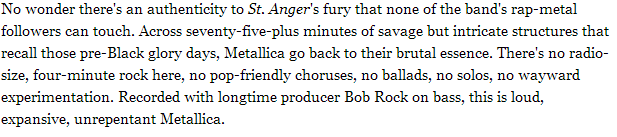 No wonder there's an authenticity to St. Anger's fury that none of the band's rap-metal
followers can touch. Across seventy-five-plus minutes of savage but intricate structures that
recall those pre-Black glory days, Metallica go back to their brutal essence. There's no radio-
size, four-minute rock here, no pop-friendly choruses, no ballads, no solos, no wayward
experimentation. Recorded with longtime producer Bob Rock on bass, this is loud,
expansive, unrepentant Metallica.